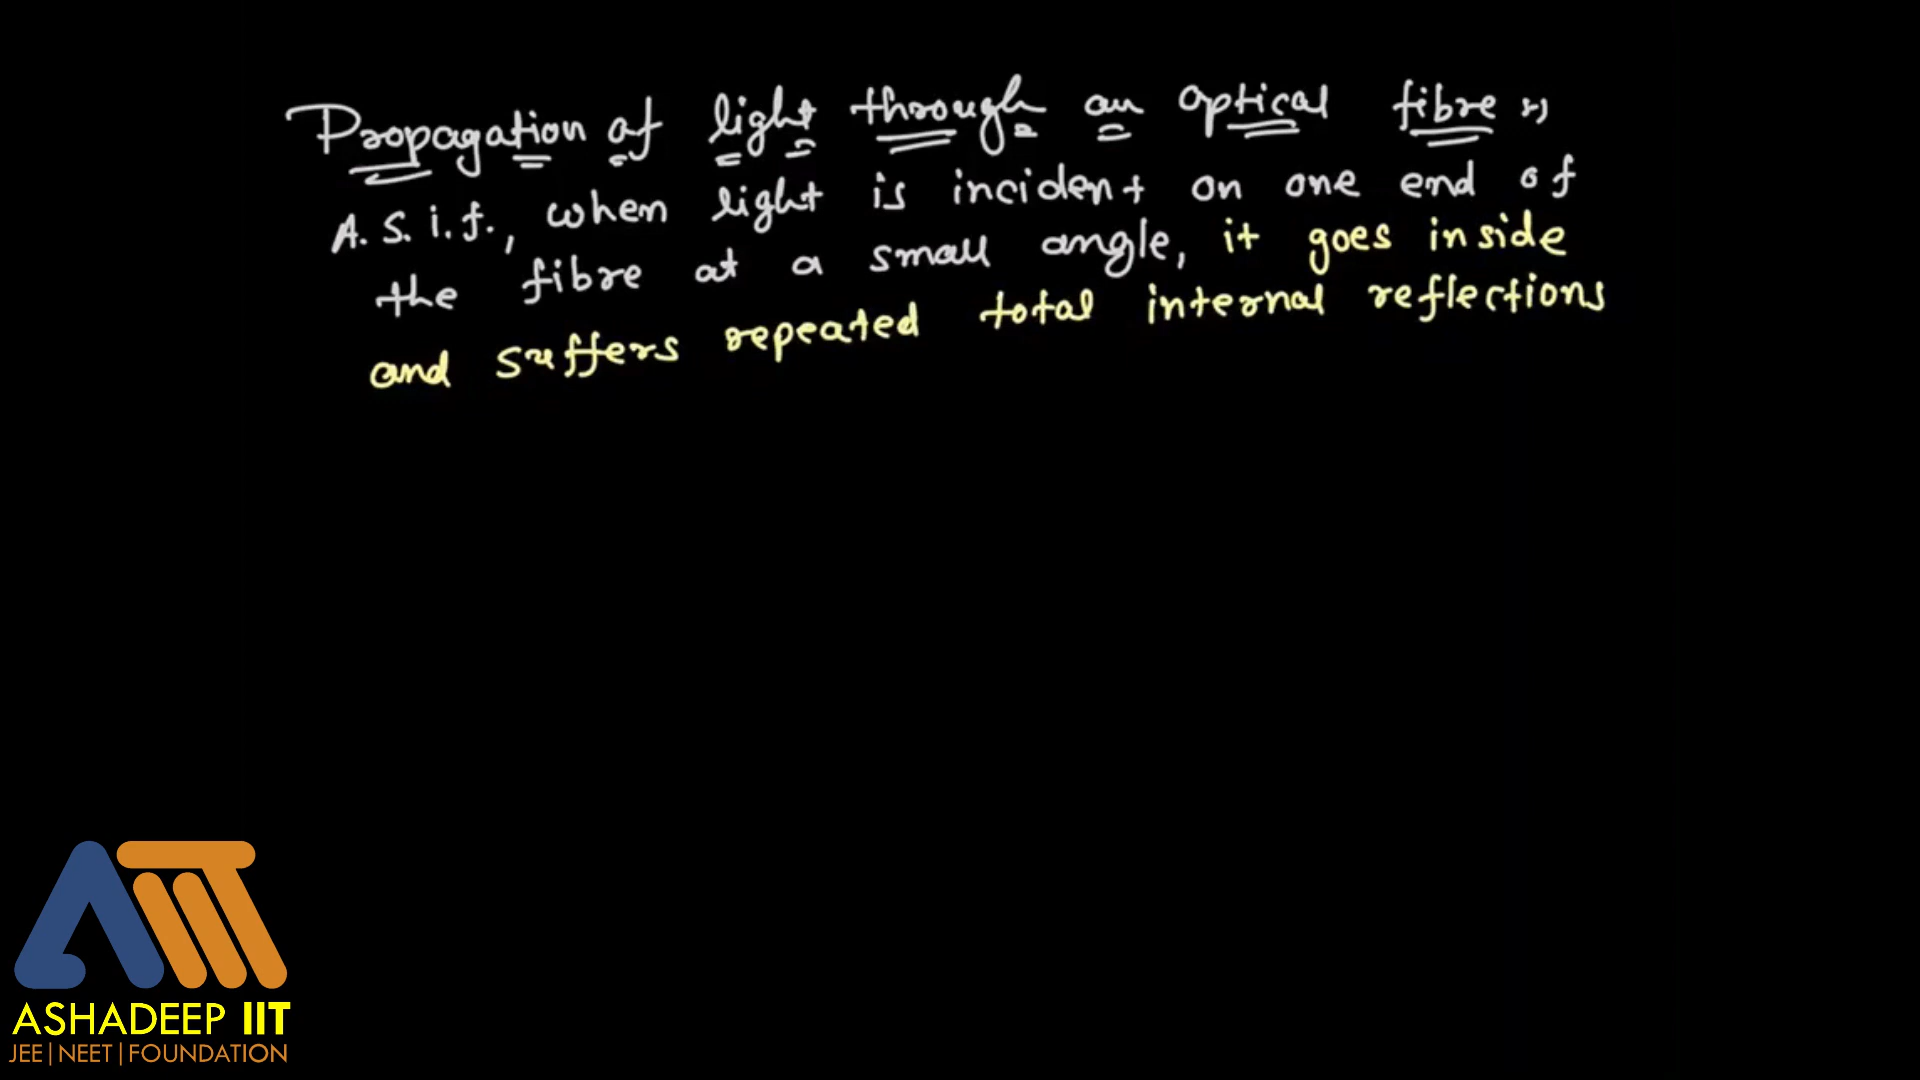 Propagation of light through an optical fibre :-)
A.S.i.f., when light is incident on one end of
the fibre at a small angle, it goes inside
and suffers repeated total internal reflections
ASHADEEP IIT
JEE|NEET|FOUNDATION